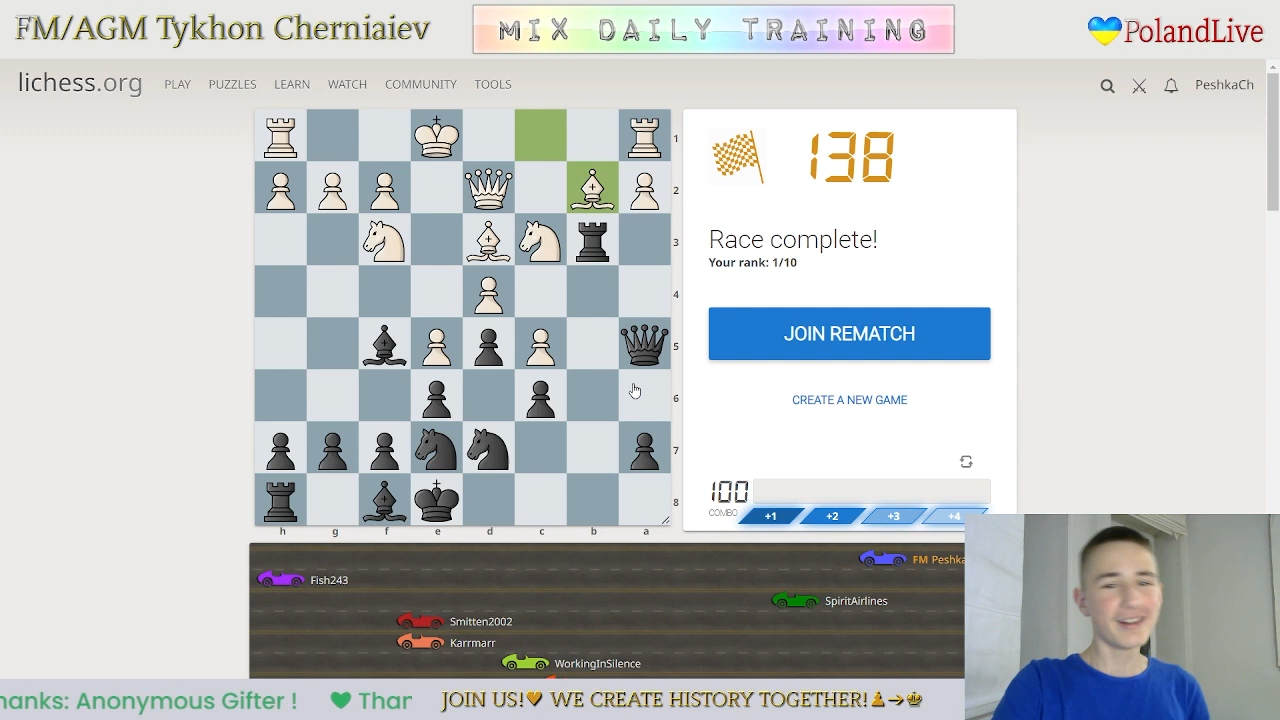 FM/AGM Tykhon Cherniaiev
MIX DAILY TRAINING
PolandLive
lichess.org PLAY PUZZLES LEARN WATCH COMMUNITY TOOLS PeshkaCh
1
2
3
4
5
6
7
8
h g f e d c b a
138
Race complete!
Your rank: 1/10
JOIN REMATCH
CREATE A NEW GAME
100
COMBO
+1 +2 +3 +4
FM Peshka
Fish243
SpiritAirlines
Smitten2002
Karrmarr
WorkingInSilence
hanks: Anonymous Gifter ! Thar
JOIN US! WE CREATE HISTORY TOGETHER!